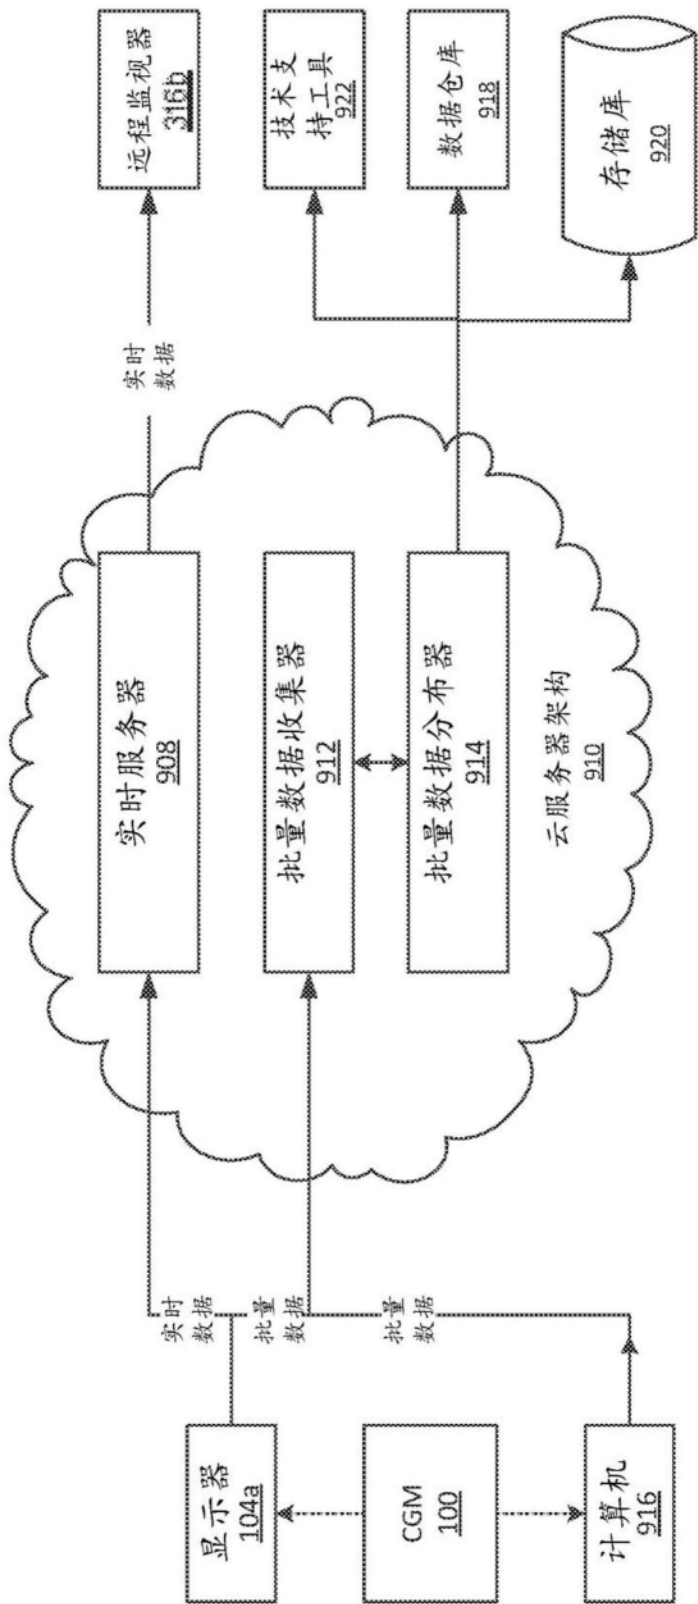 显示器
104a
CGM
100
计算机
916
实时
数据
批量
数据
批量
数据
实时服务器
908
批量数据收集器
912
批量数据分布器
914
云服务器架构
910
实时
数据
远程监视器
316b
技术支
持工具
922
数据仓库
918
存储库
920